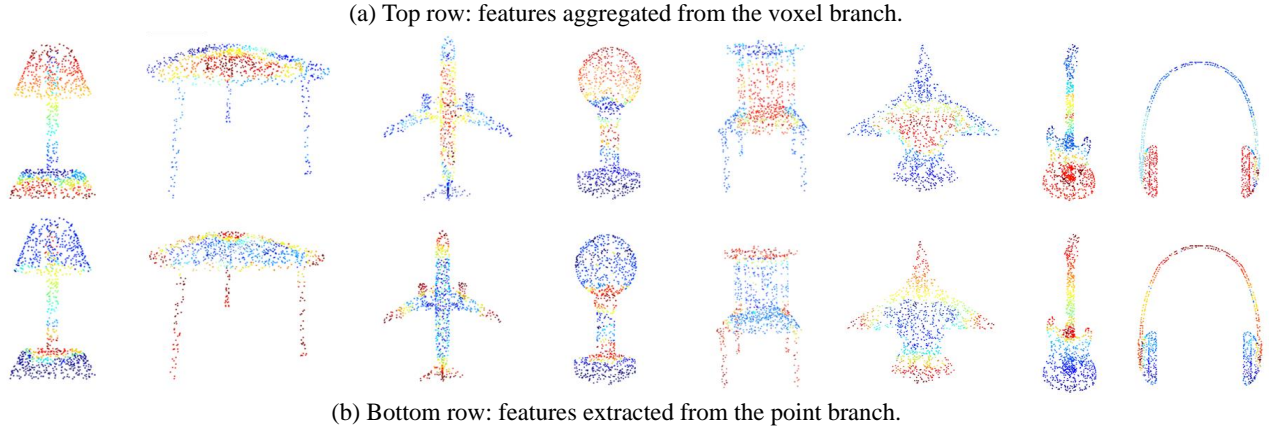 (a) Top row: features aggregated from the voxel branch.
(b) Bottom row: features extracted from the point branch.